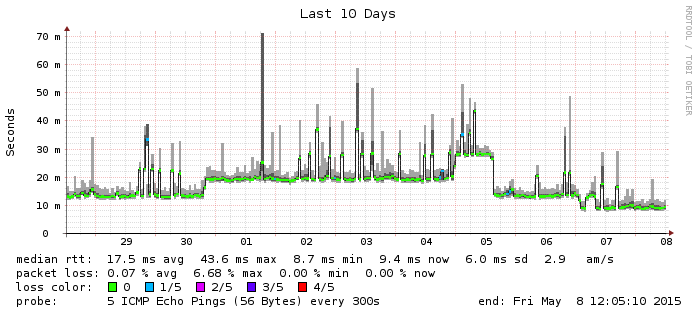 Last 10 Days
RRDTOOL / TOBI OETIKER
Seconds
70 m
60 m
50 m
40 m
30 m
20 m
10 m
0
29 30 01 02 03 04 05 06 07 08
median rtt: 17.5 ms avg 43.6 ms max 8.7 ms min 9.4 ms now 6.0 ms sd 2.9 am/s
packet loss: 0.07 % avg 6.68 % max 0.00 % min 0.00 % now
loss color: 0 1/5 2/5 3/5 4/5
probe: 5 ICMP Echo Pings (56 Bytes) every 300s end: Fri May 8 12:05:10 2015